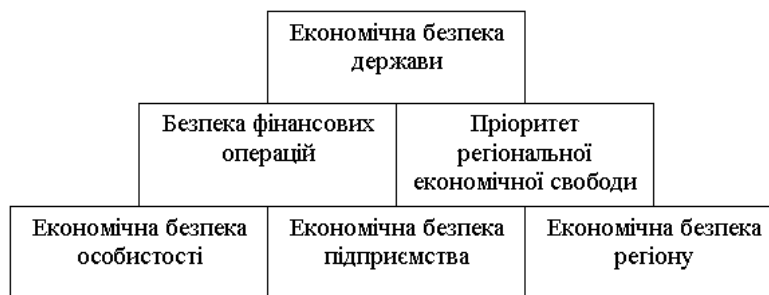 Економічна безпека
держави
Безпека фінансових
операцій
Пріоритет
регіональної
економічної свободи
Економічна безпека
особистості
Економічна безпека
підприємства
Економічна безпека
регіону